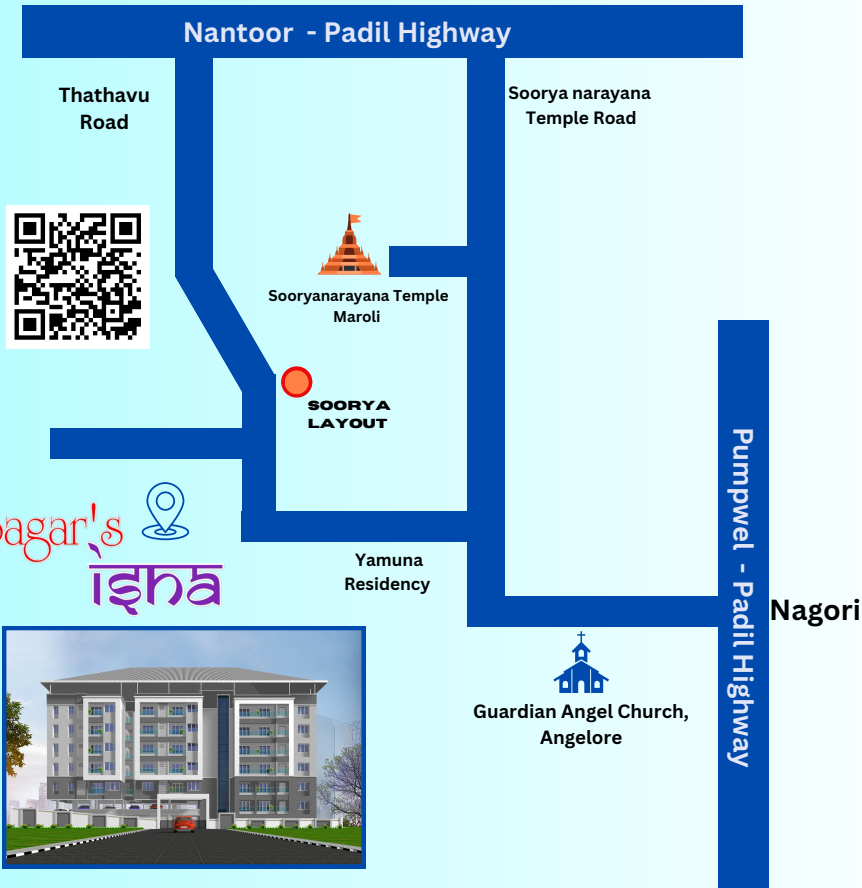 Nantoor - Padil Highway
Thathavu
Road
Soorya narayana
Temple Road
Sooryanarayana Temple
Maroli
SOORYA
LAYOUT
Pumpwel - Padil Highway
isha
Yamuna
Residency
Nagori
Guardian Angel Church,
Angelore